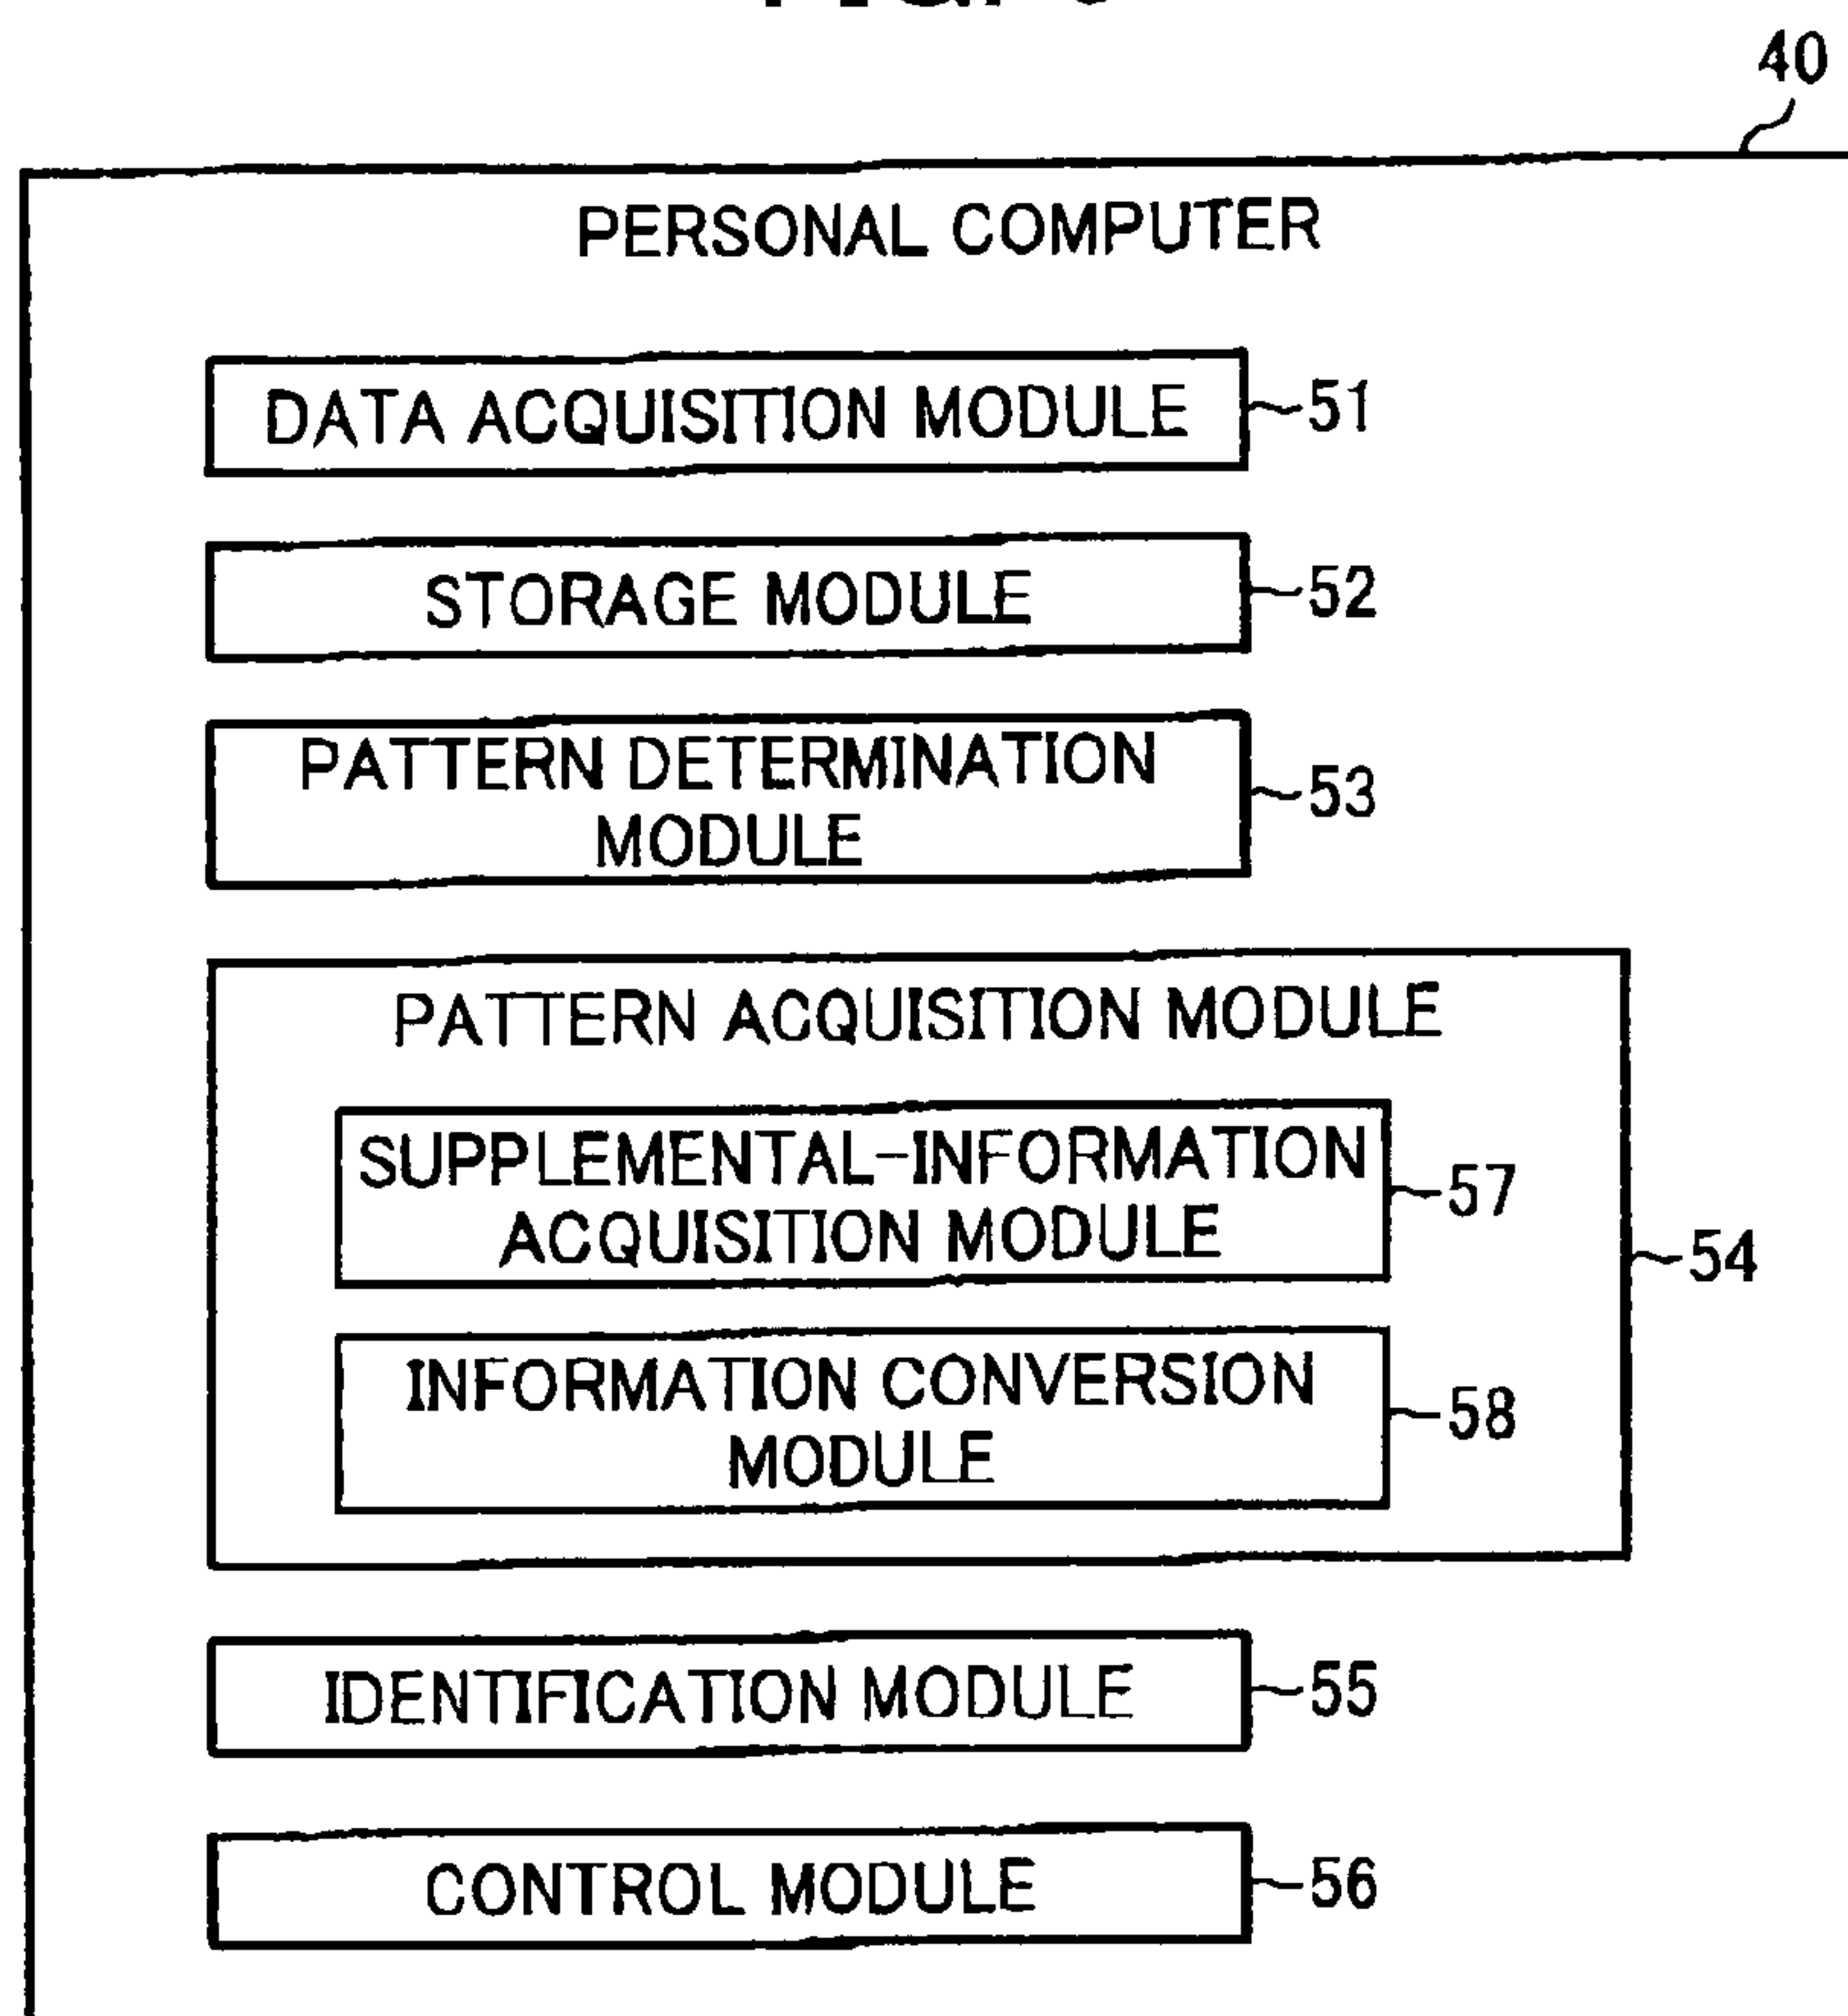 40
PERSONAL COMPUTER
DATA ACQUISITION MODULE
51
STORAGE MODULE
52
PATTERN DETERMINATION
MODULE
53
PATTERN ACQUISITION MODULE
SUPPLEMENTAL-INFORMATION
ACQUISITION MODULE
57
54
INFORMATION CONVERSION
MODULE
58
IDENTIFICATION MODULE
55
CONTROL MODULE
56